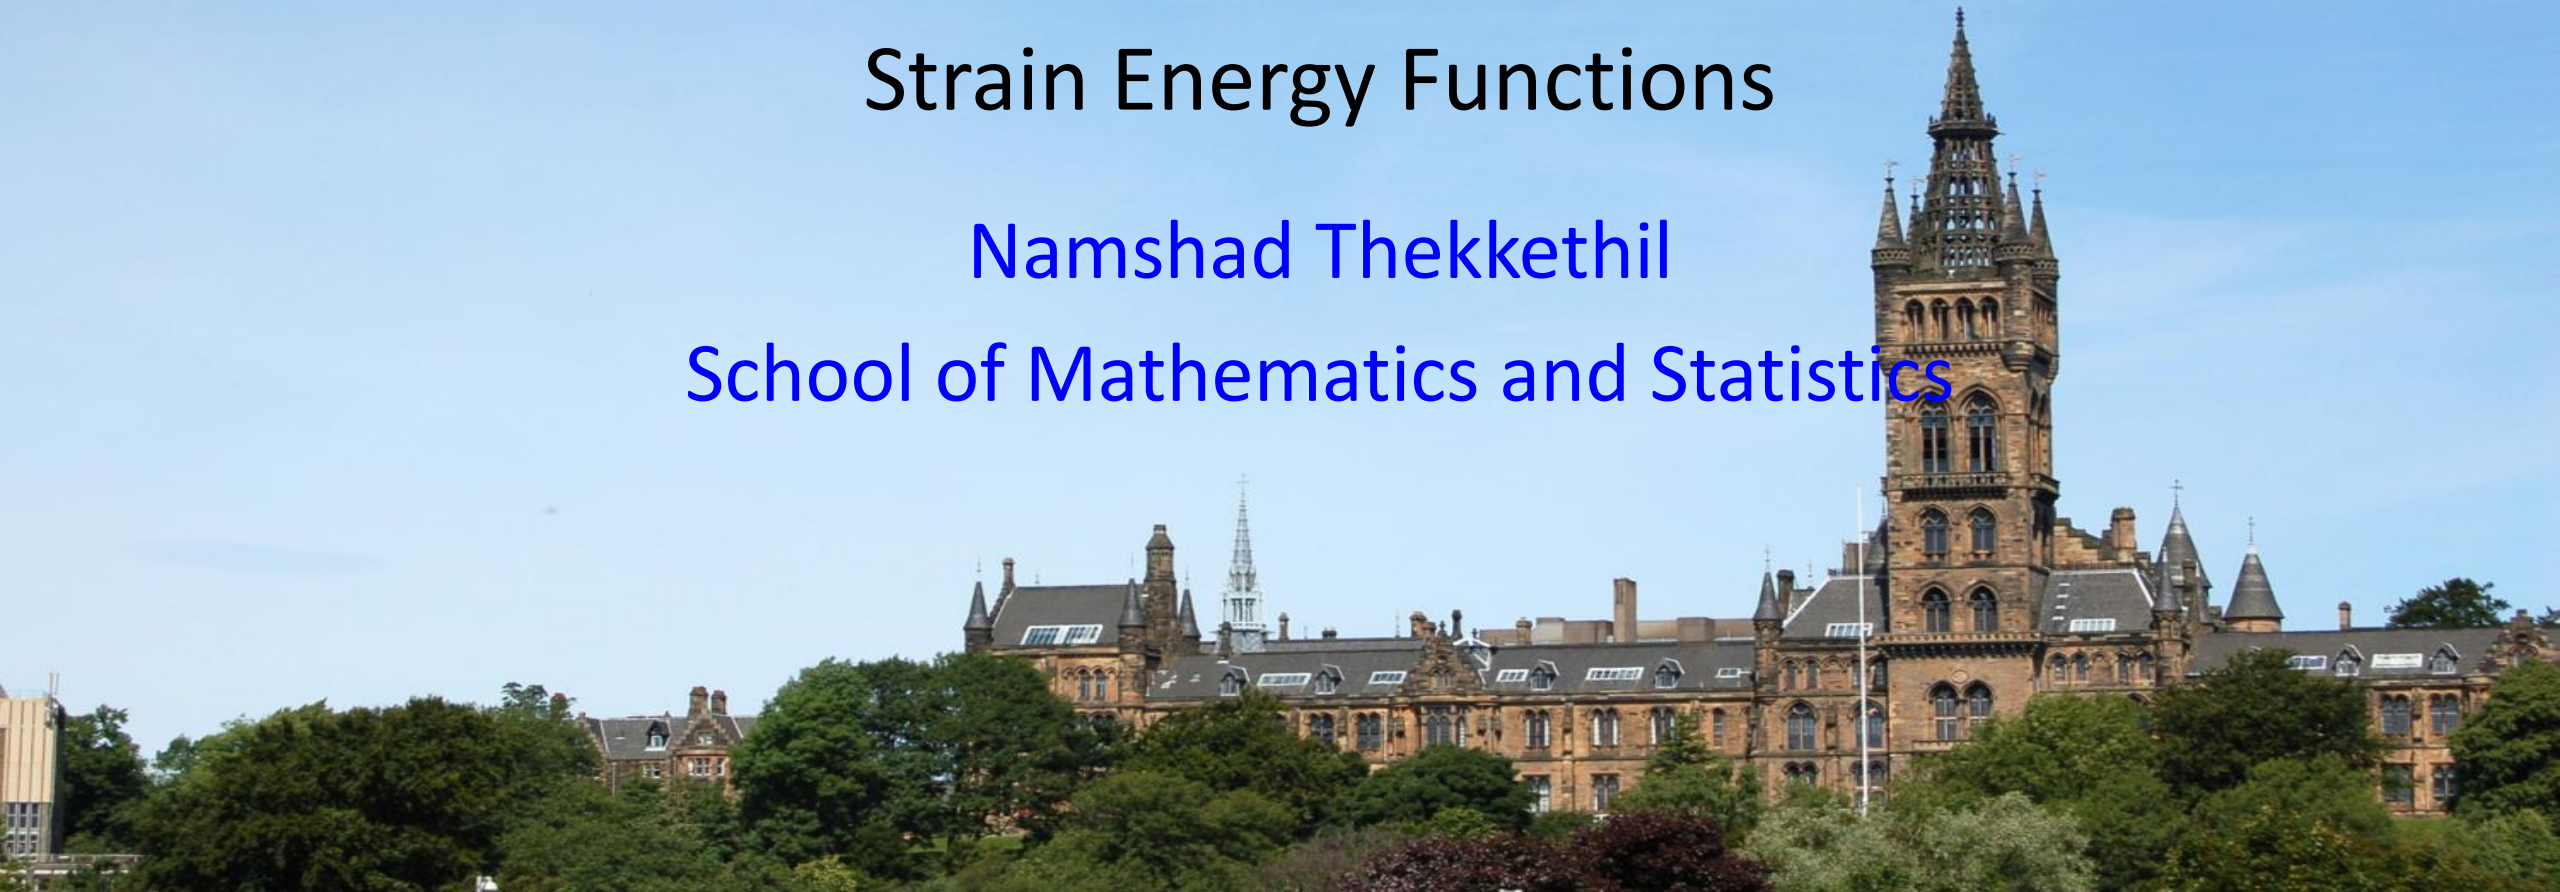 Strain Energy Functions
Namshad Thekkethil
School of Mathematics and Statistics